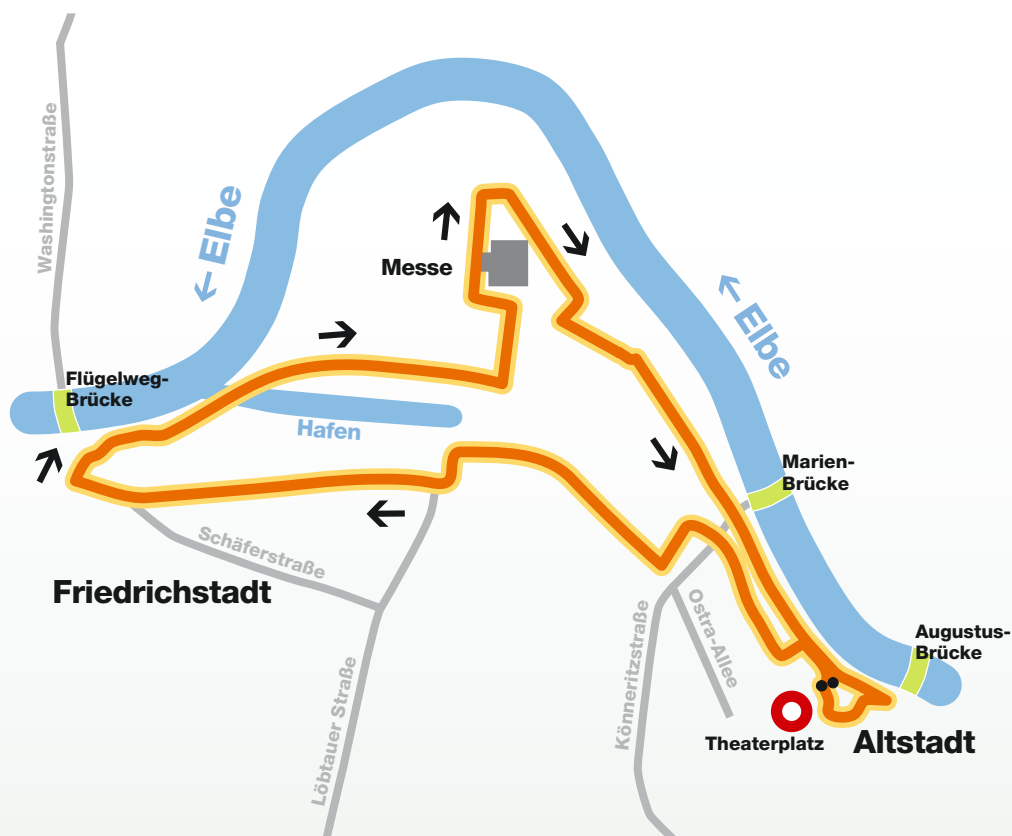 Washingtonstraße
← Elbe
Messe
← Elbe
Flügelweg-
Brücke
Hafen
Marien-
Brücke
Schäferstraße
Friedrichstadt
Ostra-Allee
Könneritzstraße
Löbtauer Straße
Augustus-
Brücke
Theaterplatz
Altstadt